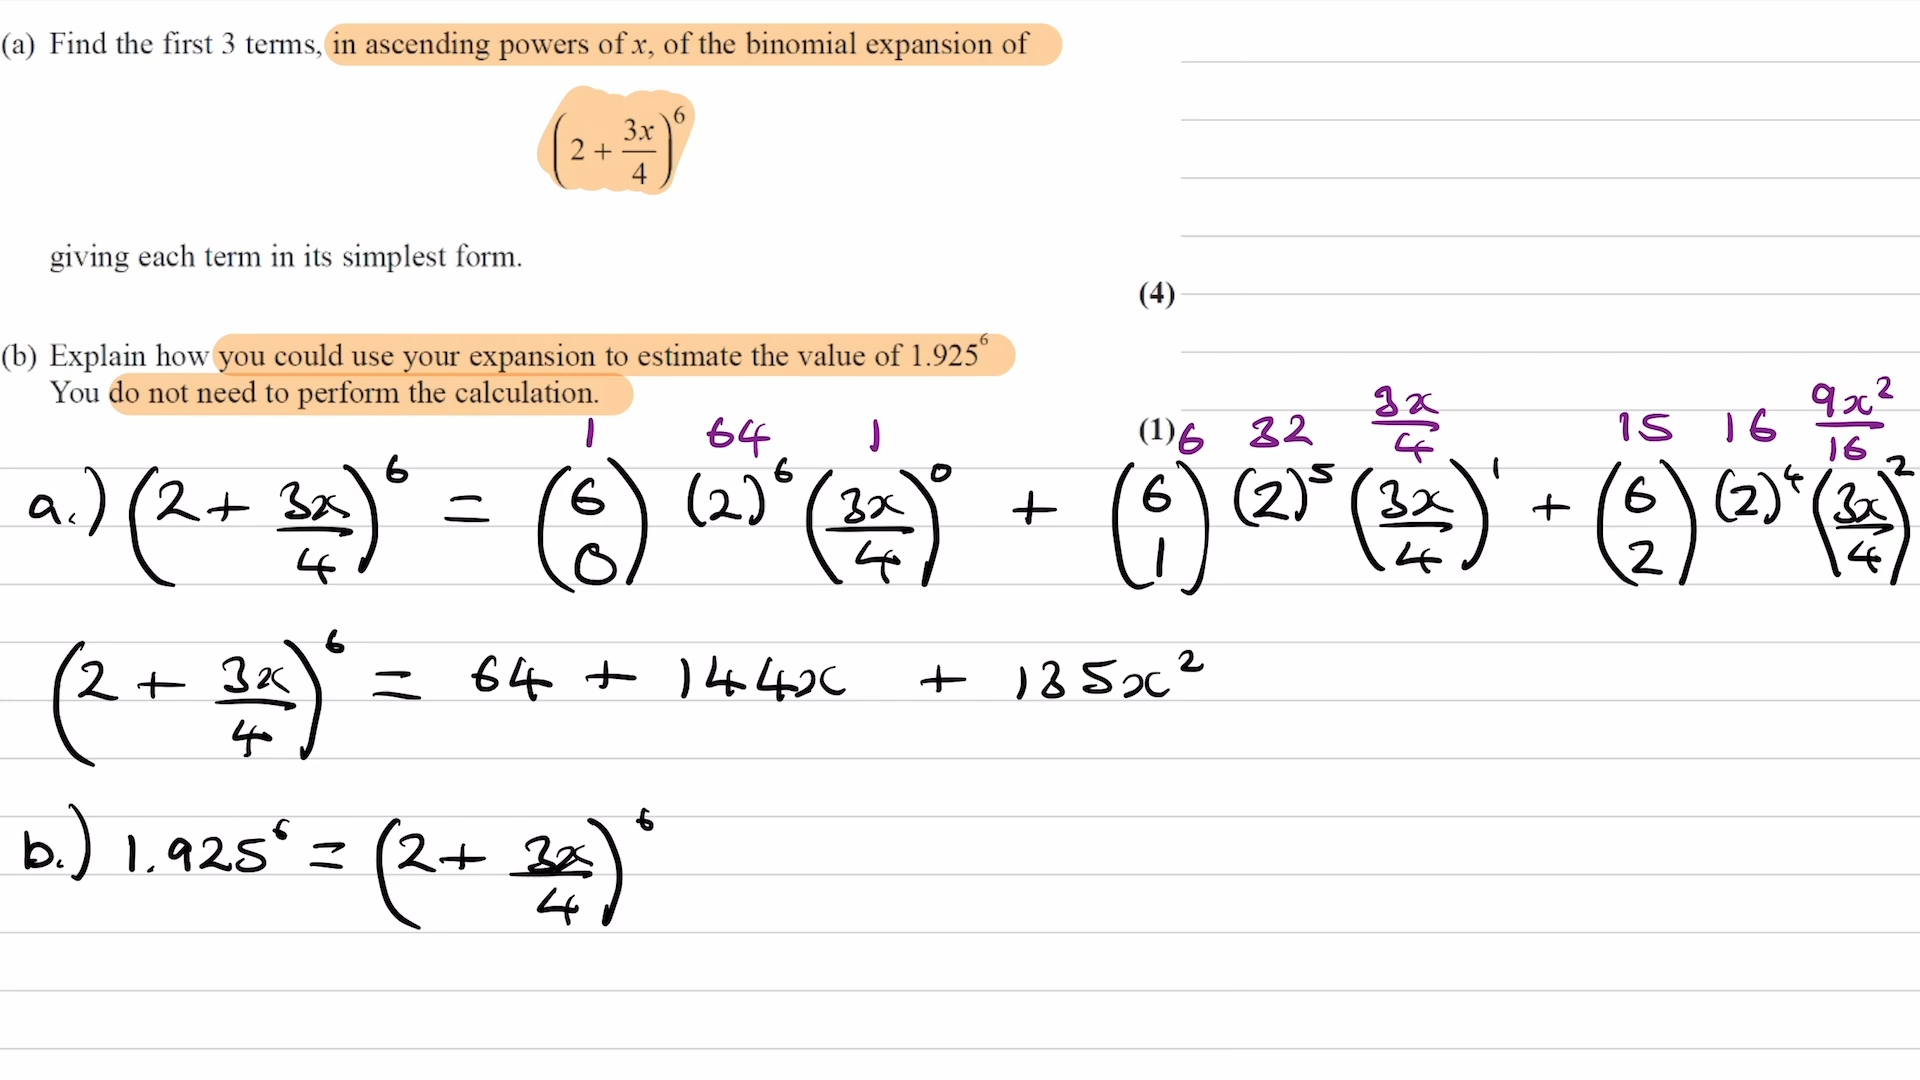 (a) Find the first 3 terms, in ascending powers of x, of the binomial expansion of
(2 + 3x/4)^6
giving each term in its simplest form.
(4)
(b) Explain how you could use your expansion to estimate the value of 1.925^6
You do not need to perform the calculation.
(1)
1 64 1 6 32 3x/4 15 16 9x²/16
a.) (2 + 3x/4)^6 = (6 0) (2)^6 (3x/4)^0 + (6 1) (2)^5 (3x/4)^1 + (6 2) (2)^4 (3x/4)^2
(2 + 3x/4)^6 = 64 + 144x + 135x²
b.) 1.925^6 = (2 + 3x/4)^6